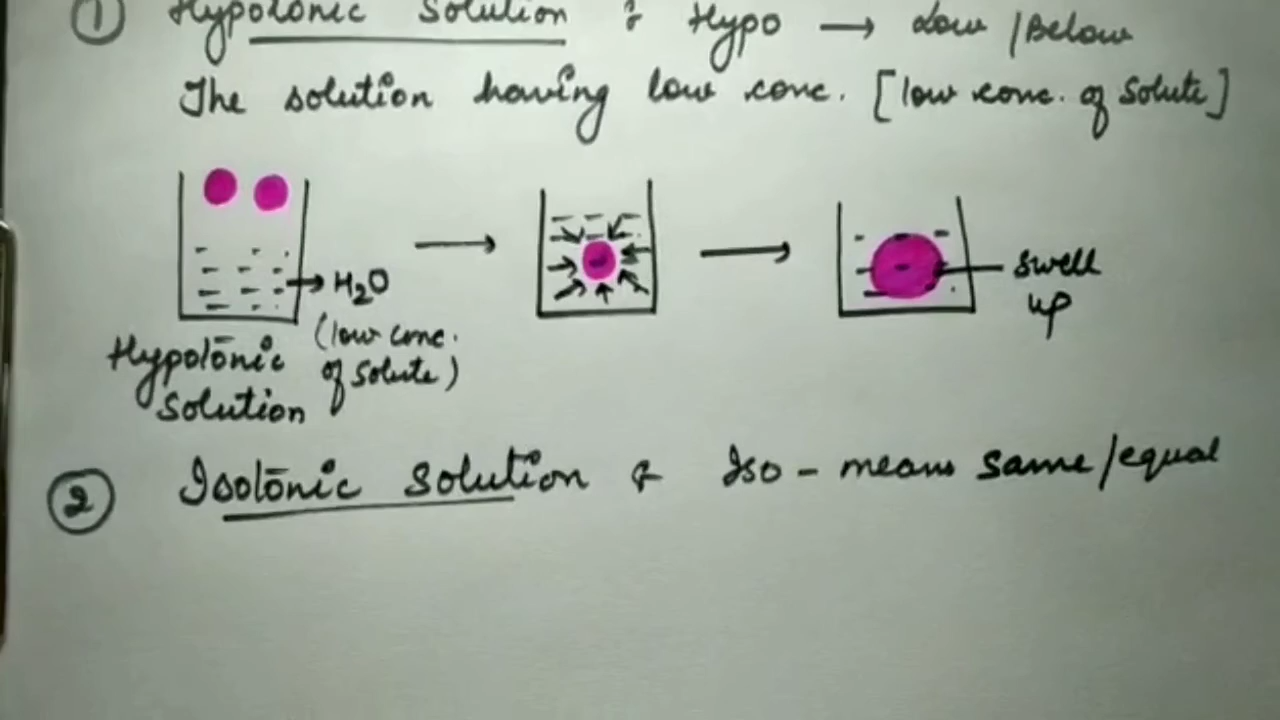 1 Hypotonic Solution : Hypo → Low / Below
The solution having low conc. [low conc. of Solute]
→ H₂O
(low conc. of Solute)
Hypotonic Solution
swell up
2 Isotonic Solution : Iso - means same/equal